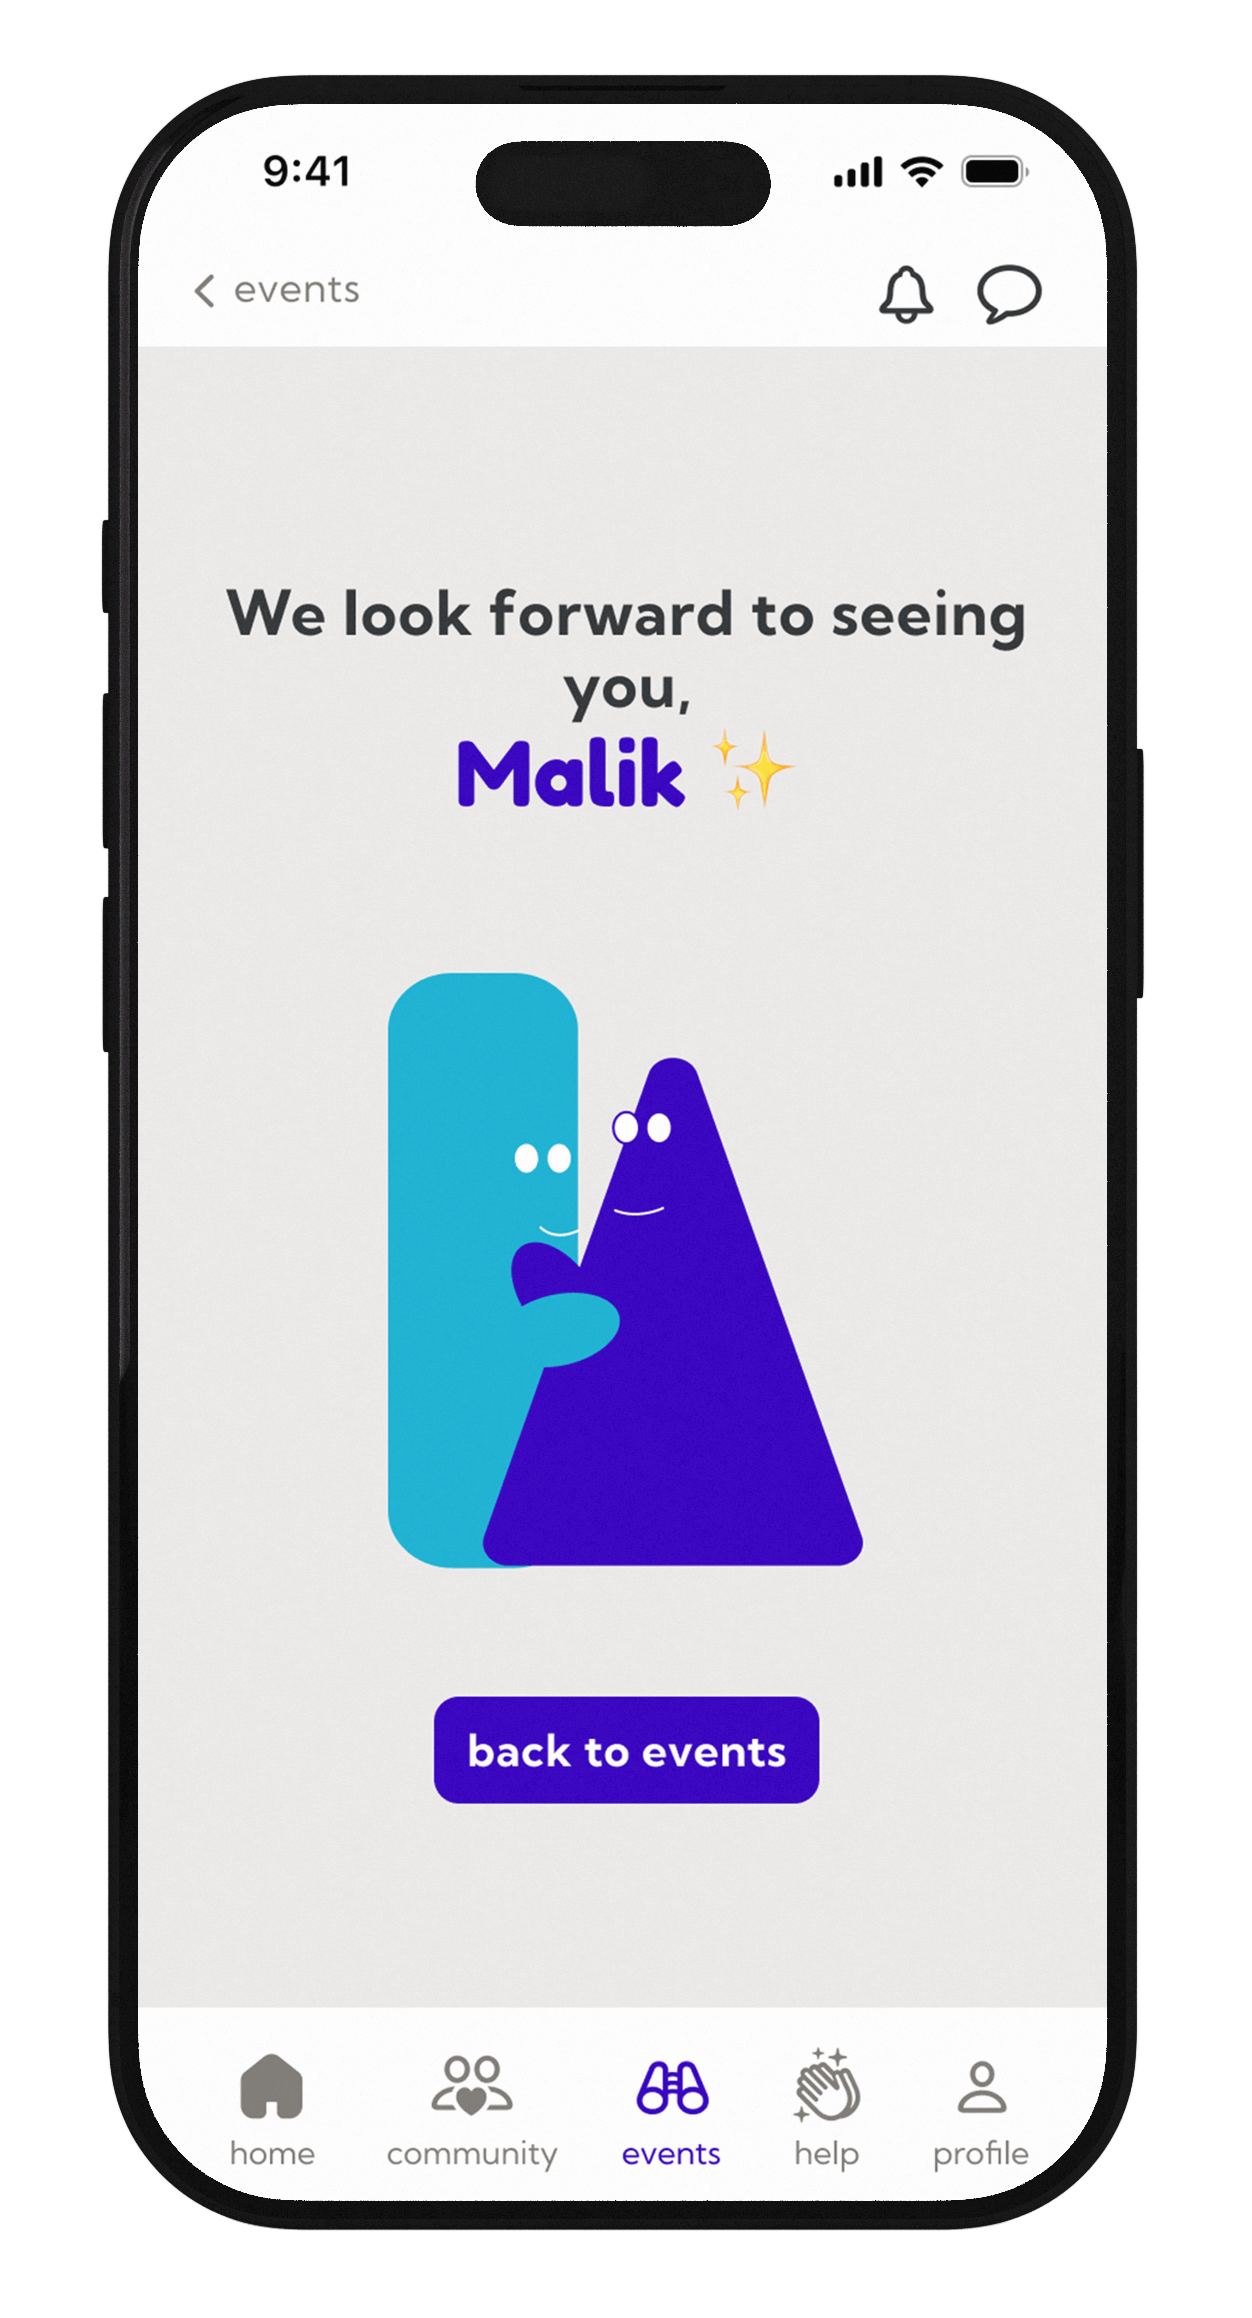 9:41
events
We look forward to seeing
you,
Malik ✨
back to events
home community events help profile